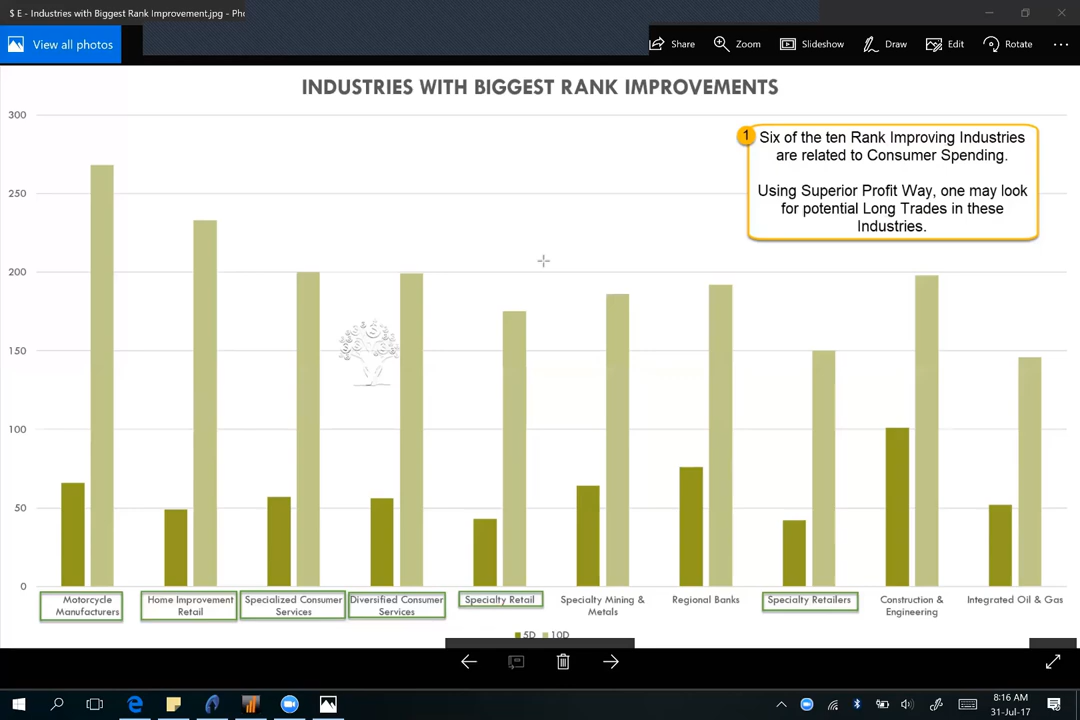 $ E - Industries with Biggest Rank Improvement.jpg - Pho
View all photos
Share
Zoom
Slideshow
Draw
Edit
Rotate
INDUSTRIES WITH BIGGEST RANK IMPROVEMENTS
300
250
200
150
100
50
0
1
Six of the ten Rank Improving Industries
are related to Consumer Spending.
Using Superior Profit Way, one may look
for potential Long Trades in these
Industries.
Motorcycle
Manufacturers
Home Improvement
Retail
Specialized Consumer
Services
Diversified Consumer
Services
Specialty Retail
Specialty Mining &
Metals
Regional Banks
Specialty Retailers
Construction &
Engineering
Integrated Oil & Gas
5D 10D
8:16 AM
31-Jul-17